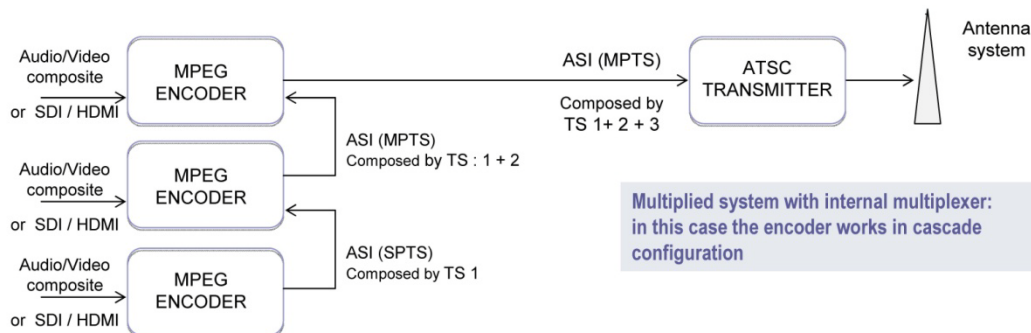 Audio/Video
composite
or SDI / HDMI
MPEG
ENCODER
ASI (MPTS)
Composed by
TS 1+ 2 + 3
ATSC
TRANSMITTER
Antenna
system
Audio/Video
composite
or SDI / HDMI
MPEG
ENCODER
ASI (MPTS)
Composed by TS : 1 + 2
Audio/Video
composite
or SDI / HDMI
MPEG
ENCODER
ASI (SPTS)
Composed by TS 1
Multiplied system with internal multiplexer:
in this case the encoder works in cascade
configuration